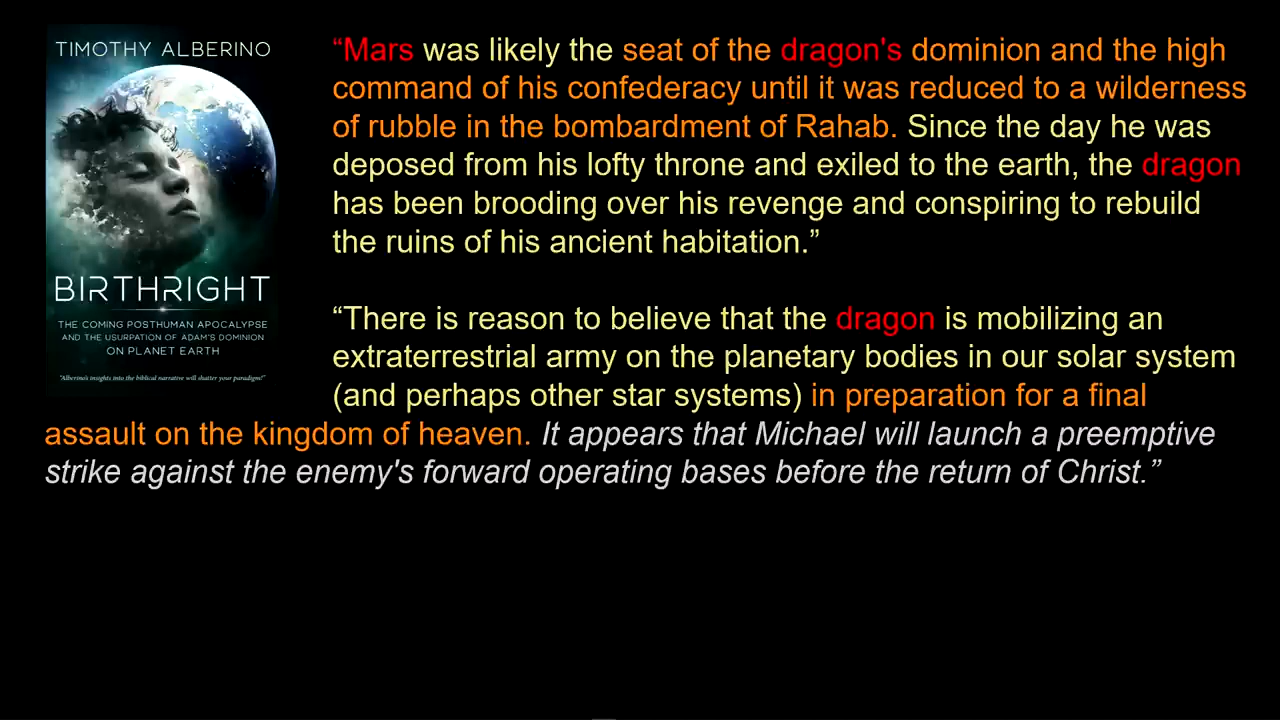 TIMOTHY ALBERINO
BIRTHRIGHT
THE COMING POSTHUMAN APOCALYPSE
AND THE USURPATION OF ADAM'S DOMINION
ON PLANET EARTH
"Alberino's insights into the biblical narrative will shatter your paradigm!"
“Mars was likely the seat of the dragon's dominion and the high
command of his confederacy until it was reduced to a wilderness
of rubble in the bombardment of Rahab. Since the day he was
deposed from his lofty throne and exiled to the earth, the dragon
has been brooding over his revenge and conspiring to rebuild
the ruins of his ancient habitation.”
“There is reason to believe that the dragon is mobilizing an
extraterrestrial army on the planetary bodies in our solar system
(and perhaps other star systems) in preparation for a final
assault on the kingdom of heaven. It appears that Michael will launch a preemptive
strike against the enemy's forward operating bases before the return of Christ.”